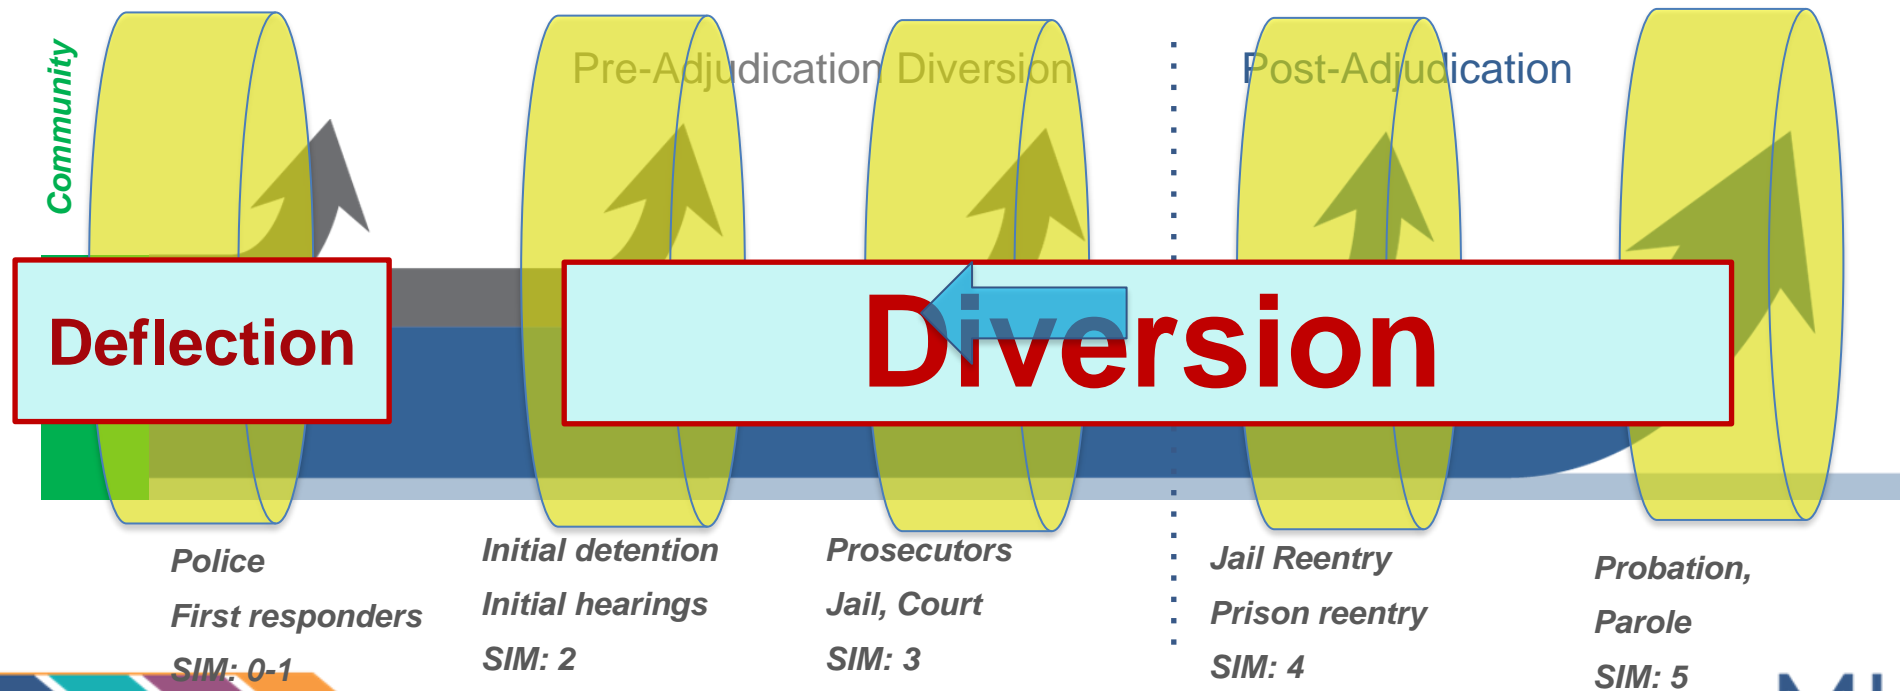 Community
Pre-Adjudication Diversion
Post-Adjudication
Deflection
Diversion
Police
First responders
SIM: 0-1
Initial detention
Initial hearings
SIM: 2
Prosecutors
Jail, Court
SIM: 3
Jail Reentry
Prison reentry
SIM: 4
Probation,
Parole
SIM: 5